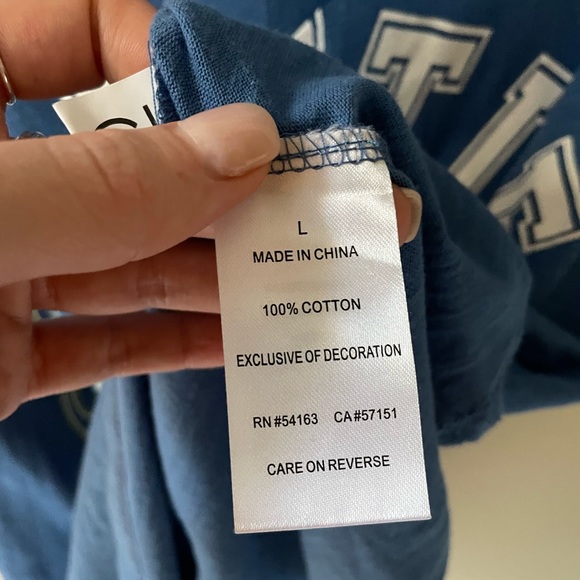 L
MADE IN CHINA
100% COTTON
EXCLUSIVE OF DECORATION
RN #54163 CA #57151
CARE ON REVERSE